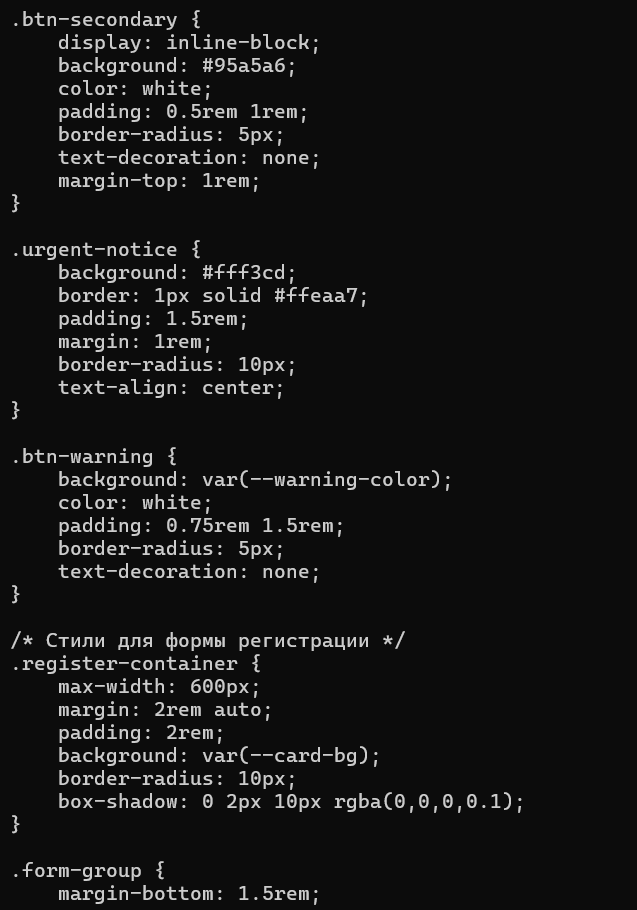 .btn-secondary {
    display: inline-block;
    background: #95a5a6;
    color: white;
    padding: 0.5rem 1rem;
    border-radius: 5px;
    text-decoration: none;
    margin-top: 1rem;
}

.urgent-notice {
    background: #fff3cd;
    border: 1px solid #ffeaa7;
    padding: 1.5rem;
    margin: 1rem;
    border-radius: 10px;
    text-align: center;
}

.btn-warning {
    background: var(--warning-color);
    color: white;
    padding: 0.75rem 1.5rem;
    border-radius: 5px;
    text-decoration: none;
}

/* Стили для формы регистрации */
.register-container {
    max-width: 600px;
    margin: 2rem auto;
    padding: 2rem;
    background: var(--card-bg);
    border-radius: 10px;
    box-shadow: 0 2px 10px rgba(0,0,0,0.1);
}

.form-group {
    margin-bottom: 1.5rem;